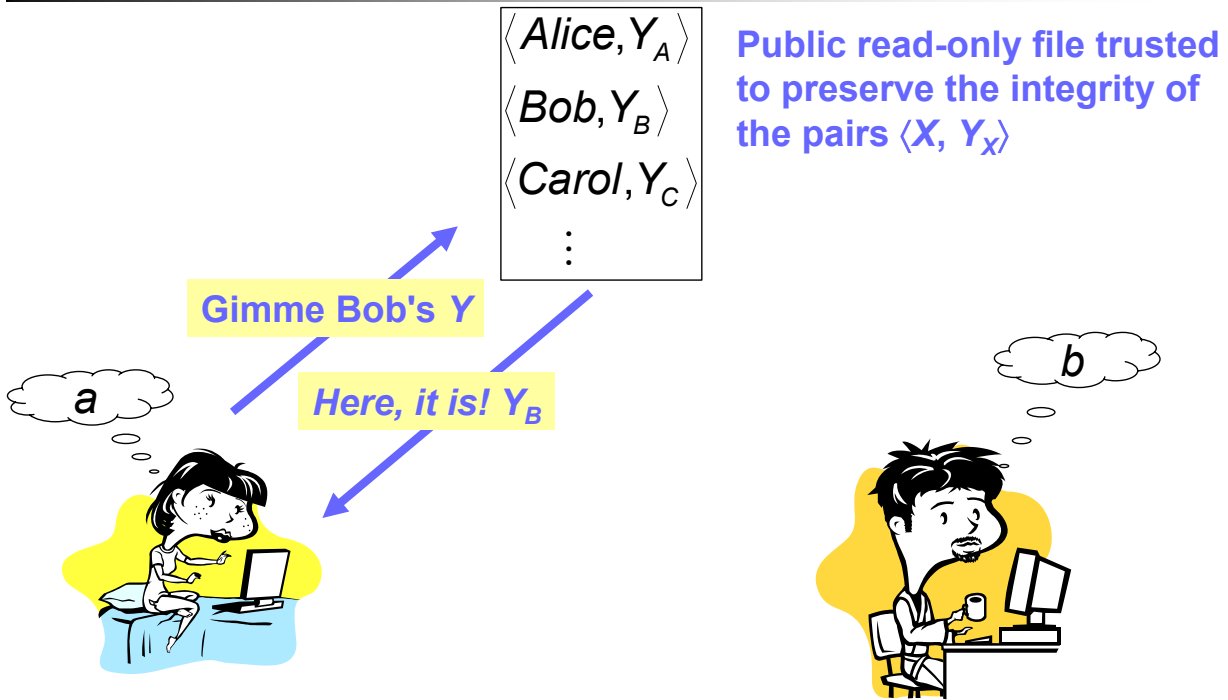 ⟨Alice, Y_A⟩
⟨Bob, Y_B⟩
⟨Carol, Y_C⟩
⋮
Public read-only file trusted
to preserve the integrity of
the pairs ⟨X, Y_X⟩
Gimme Bob's Y
Here, it is! Y_B
a
b